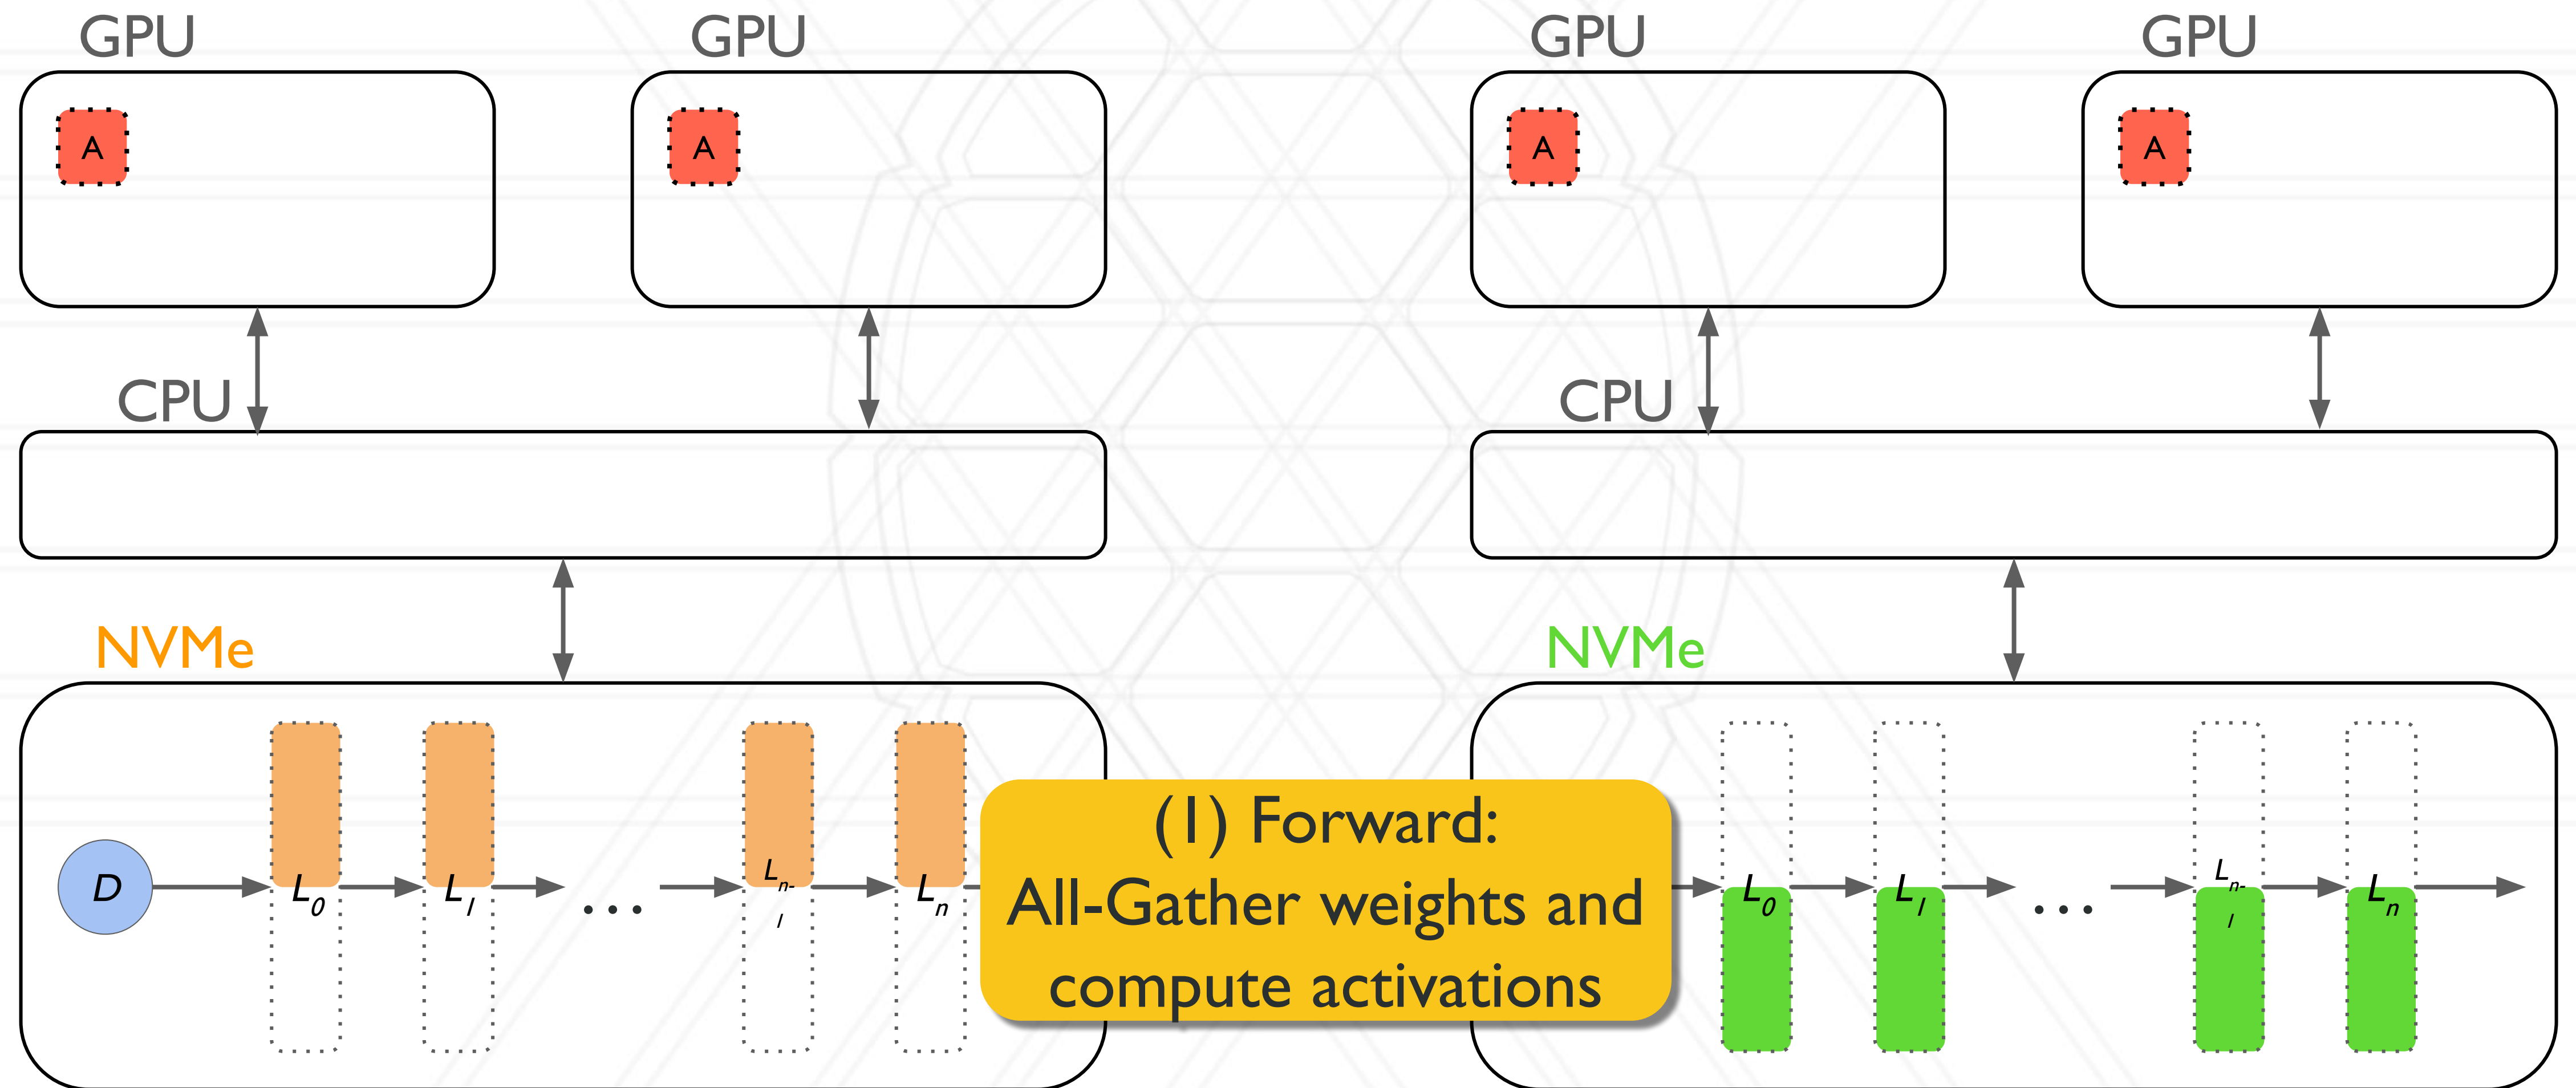 GPU GPU GPU GPU
A A A A
CPU CPU
NVMe NVMe
D L0 L1 ... Ln-1 Ln
(1) Forward:
All-Gather weights and
compute activations
L0 L1 ... Ln-1 Ln